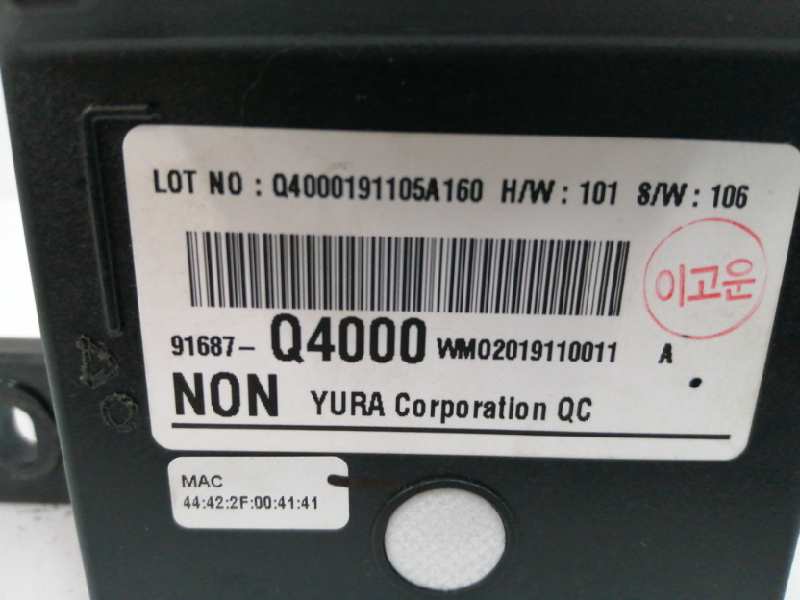 LOT NO : Q4000191105A160 H/W : 101 S/W : 106
이고운
91687- Q4000 WM02019110011 A
NON YURA Corporation QC
MAC
44:42:2F:00:41:41